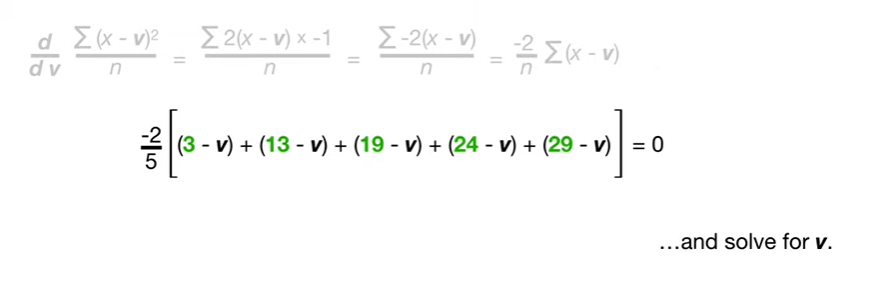 d/dv Σ(x - v)²/n = Σ2(x - v) × -1/n = Σ-2(x - v)/n = -2/n Σ(x - v)
-2/5 [(3 - v) + (13 - v) + (19 - v) + (24 - v) + (29 - v)] = 0
...and solve for v.